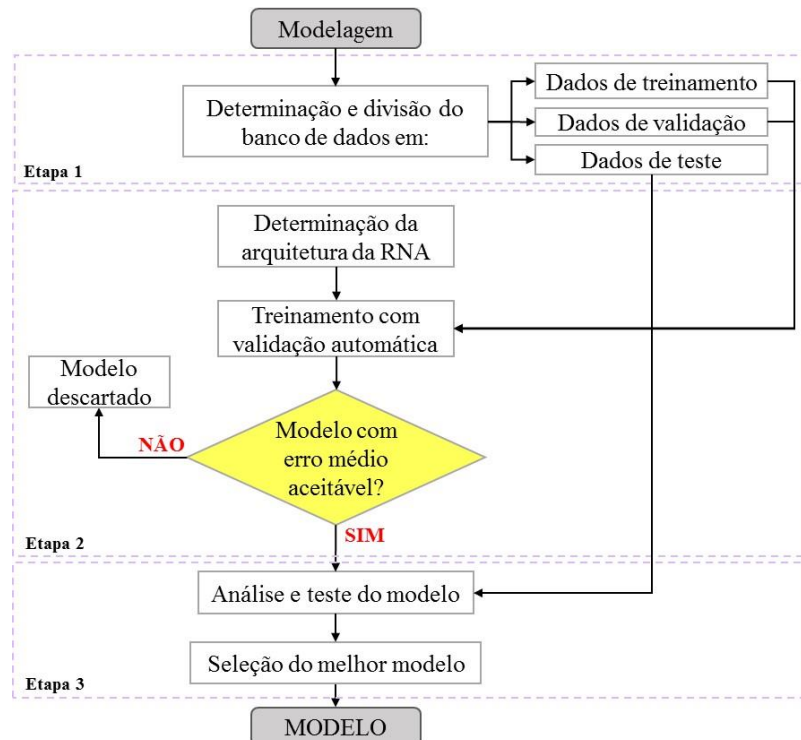 Modelagem
Determinação e divisão do
banco de dados em:
Dados de treinamento
Dados de validação
Dados de teste
Etapa 1
Determinação da
arquitetura da RNA
Treinamento com
validação automática
Modelo
descartado
NÃO
Modelo com
erro médio
aceitável?
SIM
Etapa 2
Análise e teste do modelo
Seleção do melhor modelo
Etapa 3
MODELO